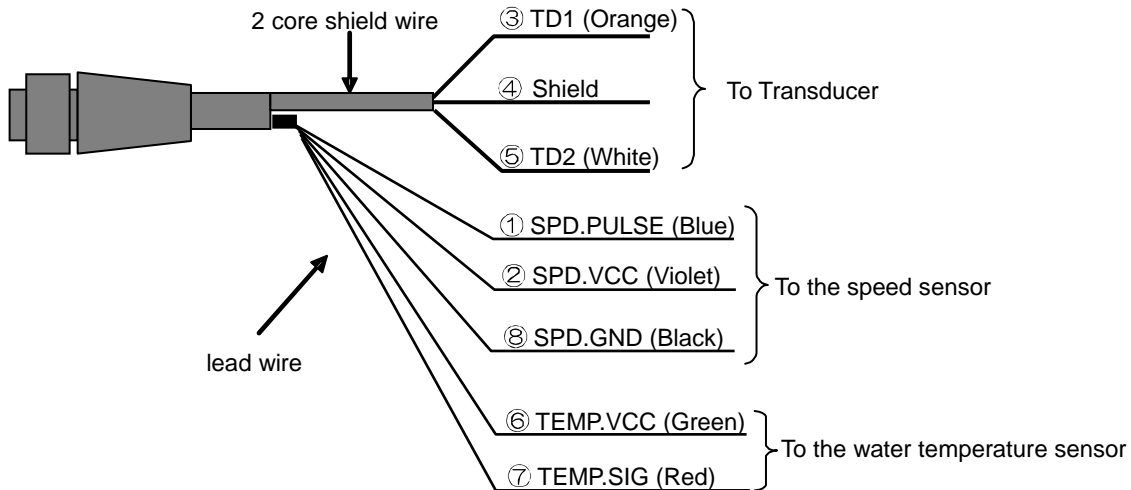 2 core shield wire
③ TD1 (Orange)
④ Shield
⑤ TD2 (White)
To Transducer
① SPD.PULSE (Blue)
② SPD.VCC (Violet)
⑧ SPD.GND (Black)
To the speed sensor
lead wire
⑥ TEMP.VCC (Green)
⑦ TEMP.SIG (Red)
To the water temperature sensor